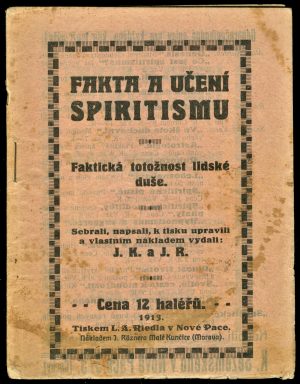 FAKTA A UČENÍ
SPIRITISMU
Faktická totožnost lidské
duše.
Sebrali, napsali, k tisku upravili
a vlastním nákladem vydali:
J. K. a J. R.
Cena 12 haléřů.
1913.
Tiskem L. A. Riedla v Nové Pace.
Nákladem J. Ráznera Malé Kunčice (Morava).